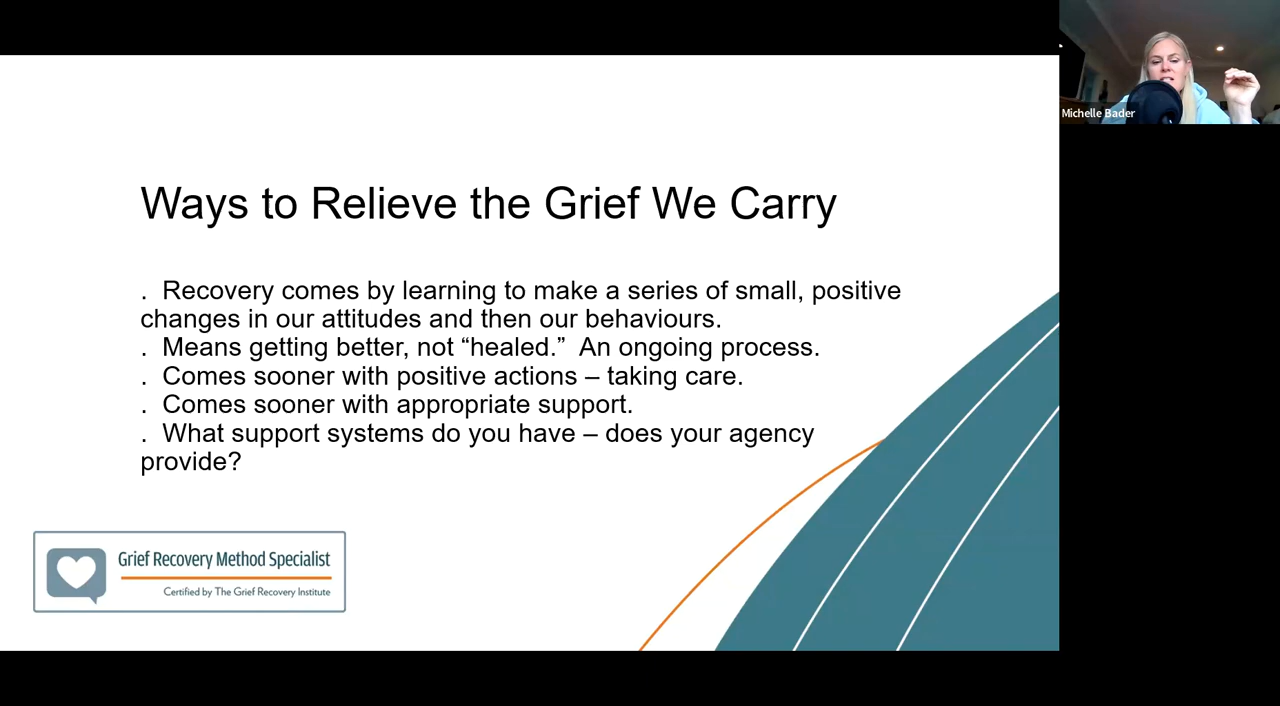 Michelle Bader
Ways to Relieve the Grief We Carry
. Recovery comes by learning to make a series of small, positive
changes in our attitudes and then our behaviours.
. Means getting better, not “healed.” An ongoing process.
. Comes sooner with positive actions – taking care.
. Comes sooner with appropriate support.
. What support systems do you have – does your agency
provide?
Grief Recovery Method Specialist
Certified by The Grief Recovery Institute